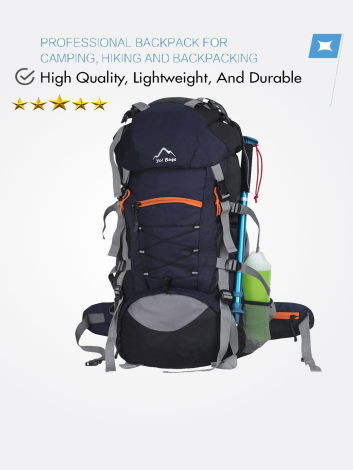 PROFESSIONAL BACKPACK FOR
CAMPING, HIKING AND BACKPACKING
High Quality, Lightweight, And Durable